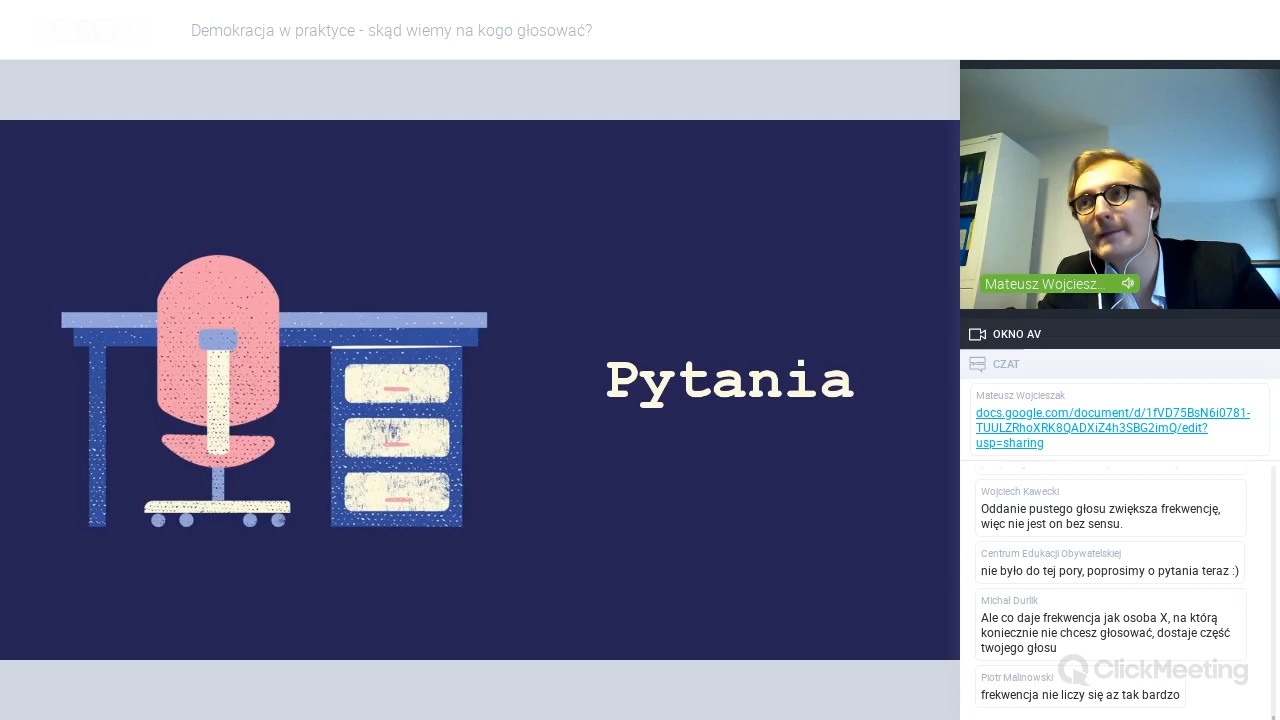 Demokracja w praktyce - skąd wiemy na kogo głosować?
Pytania
Mateusz Wojciesz...
OKNO AV
CZAT
Mateusz Wojcieszak
docs.google.com/document/d/1fVD75BsN6i0781-
TUULZRhoXRK8QADXiZ4h3SBG2imQ/edit?
usp=sharing
Wojciech Kawecki
Oddanie pustego głosu zwiększa frekwencję,
więc nie jest on bez sensu.
Centrum Edukacji Obywatelskiej
nie było do tej pory, poprosimy o pytania teraz :)
Michał Durlik
Ale co daje frekwencja jak osoba X, na którą
koniecznie nie chcesz głosować, dostaje część
twojego głosu
ClickMeeting
Piotr Malinowski
frekwencja nie liczy się az tak bardzo